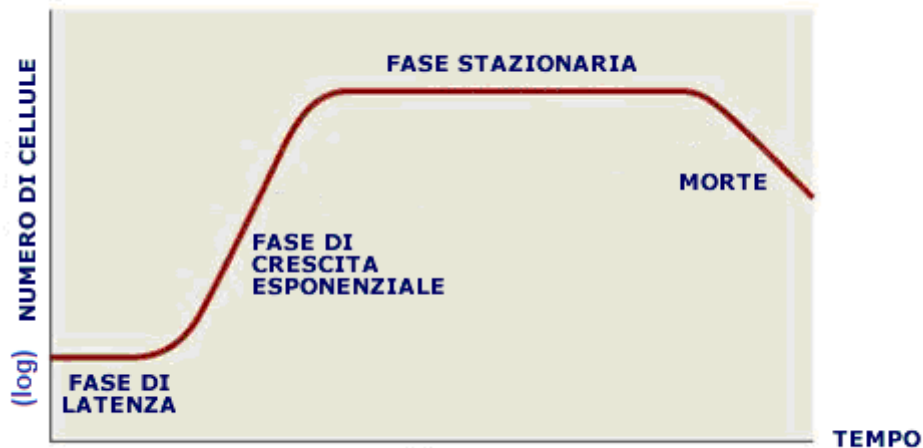 FASE STAZIONARIA
(log) NUMERO DI CELLULE
MORTE
FASE DI
CRESCITA
ESPONENZIALE
FASE DI
LATENZA
TEMPO